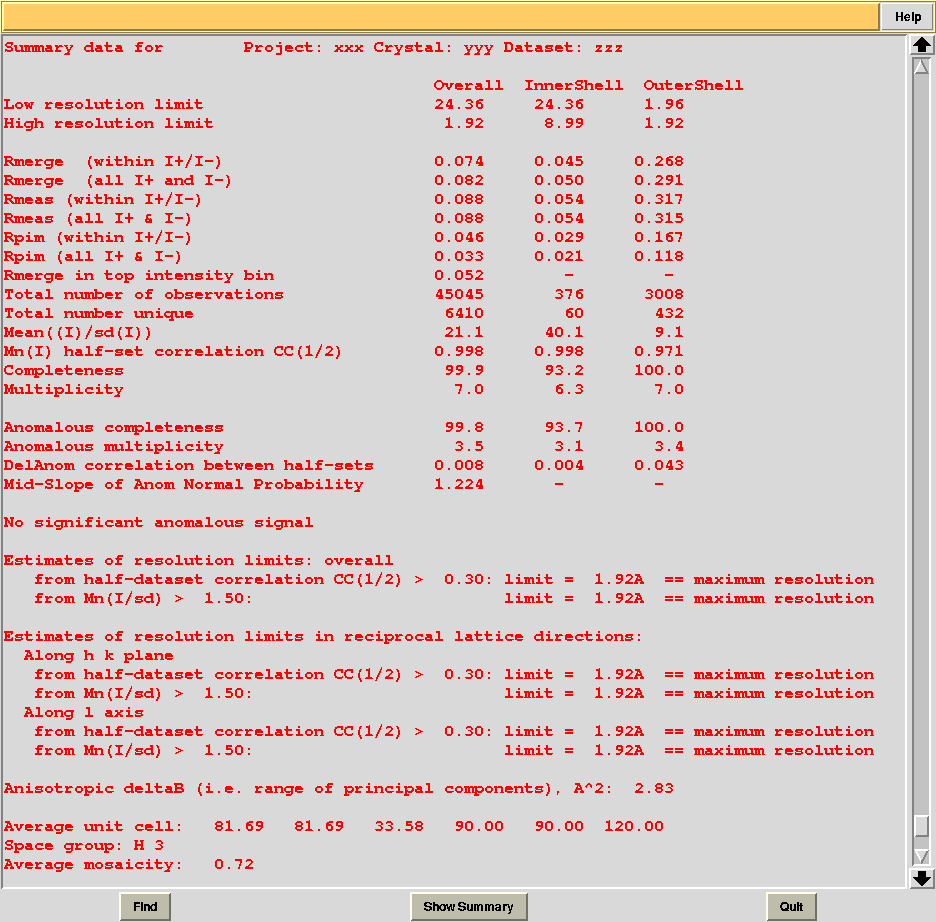 Help
Summary data for        Project: xxx Crystal: yyy Dataset: zzz
Overall  InnerShell  OuterShell
Low resolution limit                       24.36     24.36      1.96
High resolution limit                       1.92      8.99      1.92
Rmerge  (within I+/I-)                     0.074     0.045     0.268
Rmerge  (all I+ and I-)                    0.082     0.050     0.291
Rmeas (within I+/I-)                       0.088     0.054     0.317
Rmeas (all I+ & I-)                        0.088     0.054     0.315
Rpim (within I+/I-)                        0.046     0.029     0.167
Rpim (all I+ & I-)                         0.033     0.021     0.118
Rmerge in top intensity bin                0.052        -         -
Total number of observations               45045       376      3008
Total number unique                         6410        60       432
Mean((I)/sd(I))                             21.1      40.1       9.1
Mn(I) half-set correlation CC(1/2)         0.998     0.998     0.971
Completeness                                99.9      93.2     100.0
Multiplicity                                 7.0       6.3       7.0
Anomalous completeness                      99.8      93.7     100.0
Anomalous multiplicity                       3.5       3.1       3.4
DelAnom correlation between half-sets      0.008     0.004     0.043
Mid-Slope of Anom Normal Probability       1.224        -         -
No significant anomalous signal
Estimates of resolution limits: overall
from half-dataset correlation CC(1/2) >  0.30: limit =  1.92A  == maximum resolution
from Mn(I/sd) >  1.50:                         limit =  1.92A  == maximum resolution
Estimates of resolution limits in reciprocal lattice directions:
Along h k plane
from half-dataset correlation CC(1/2) >  0.30: limit =  1.92A  == maximum resolution
from Mn(I/sd) >  1.50:                         limit =  1.92A  == maximum resolution
Along l axis
from half-dataset correlation CC(1/2) >  0.30: limit =  1.92A  == maximum resolution
from Mn(I/sd) >  1.50:                         limit =  1.92A  == maximum resolution
Anisotropic deltaB (i.e. range of principal components), A^2:  2.83
Average unit cell:   81.69   81.69   33.58   90.00   90.00  120.00
Space group: H 3
Average mosaicity:   0.72
Find  Show Summary  Quit